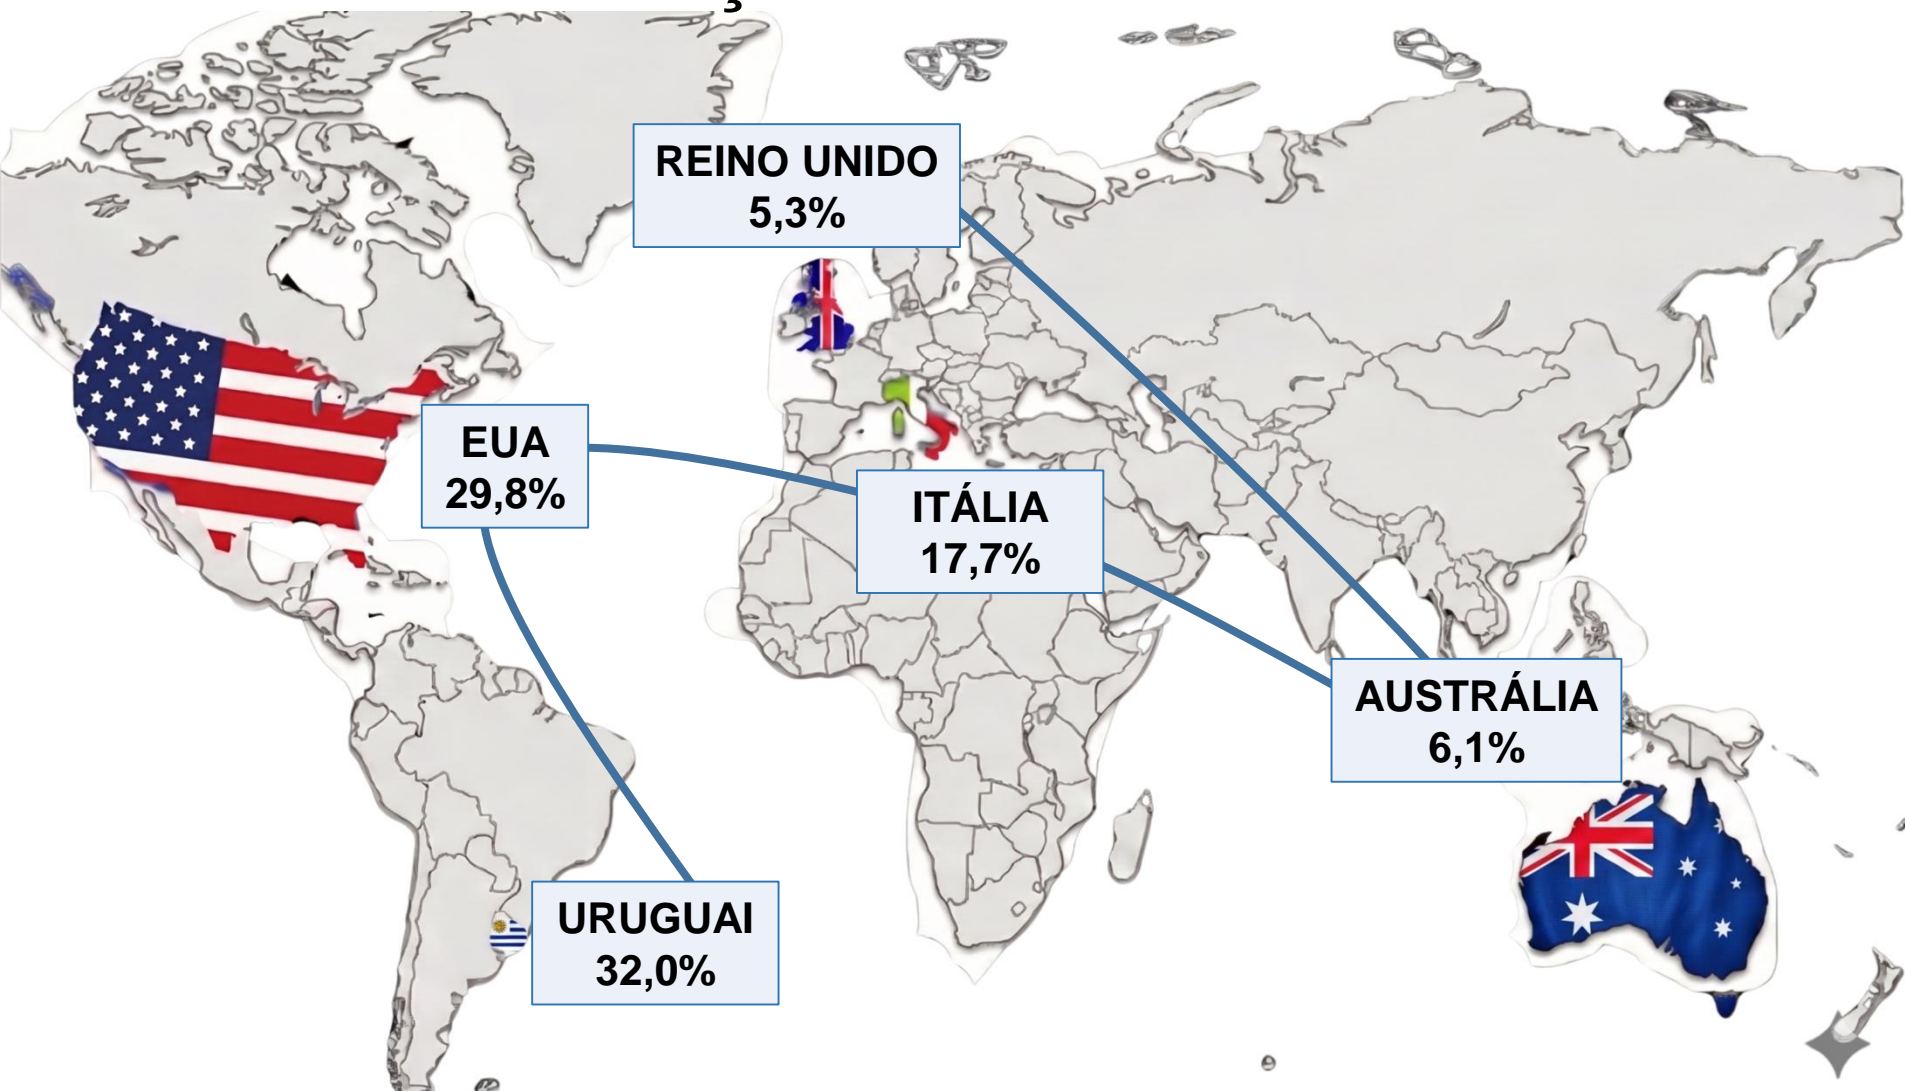 REINO UNIDO
5,3%
EUA
29,8%
ITÁLIA
17,7%
AUSTRÁLIA
6,1%
URUGUAI
32,0%